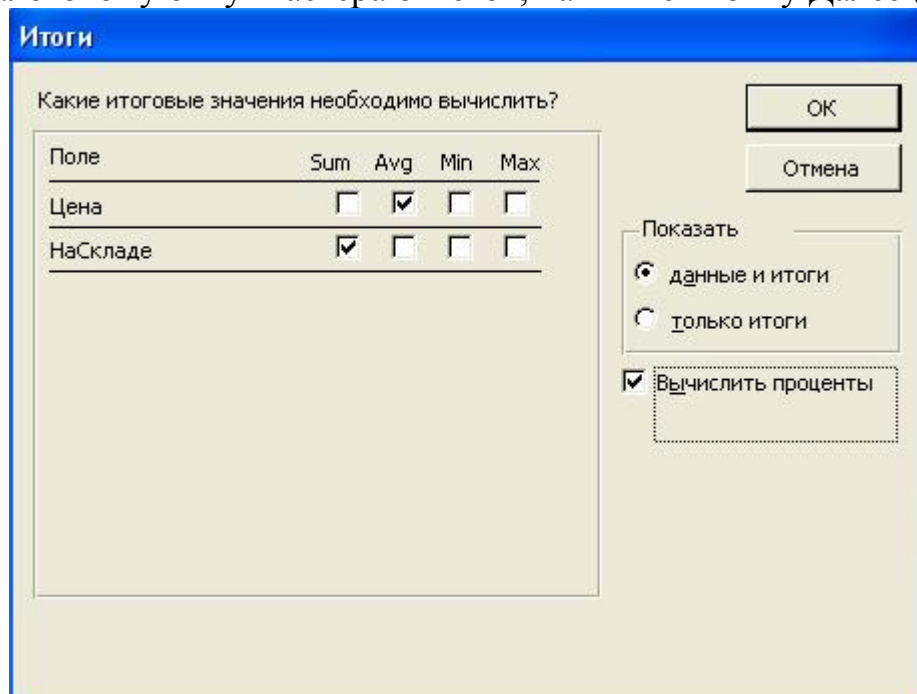 Итоги
Какие итоговые значения необходимо вычислить?
ОК
Поле Sum Avg Min Max
Отмена
Цена
НаСкладе
Показать
данные и итоги
только итоги
Вычислить проценты